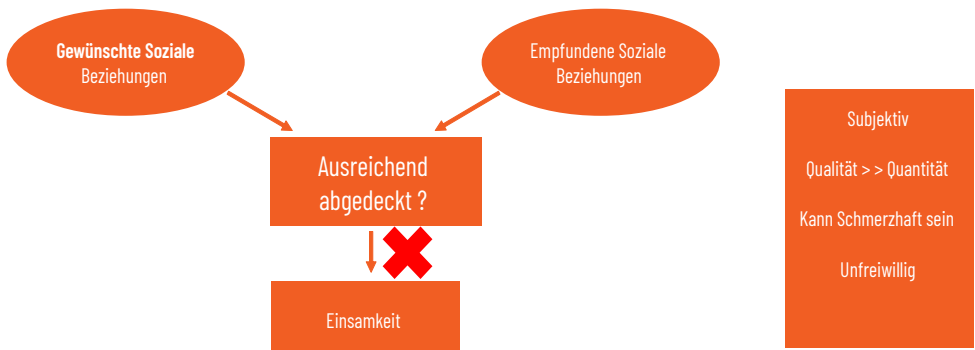 Gewünschte Soziale
Beziehungen
Empfundene Soziale
Beziehungen
Ausreichend
abgedeckt ?
Einsamkeit
Subjektiv
Qualität > > Quantität
Kann Schmerzhaft sein
Unfreiwillig